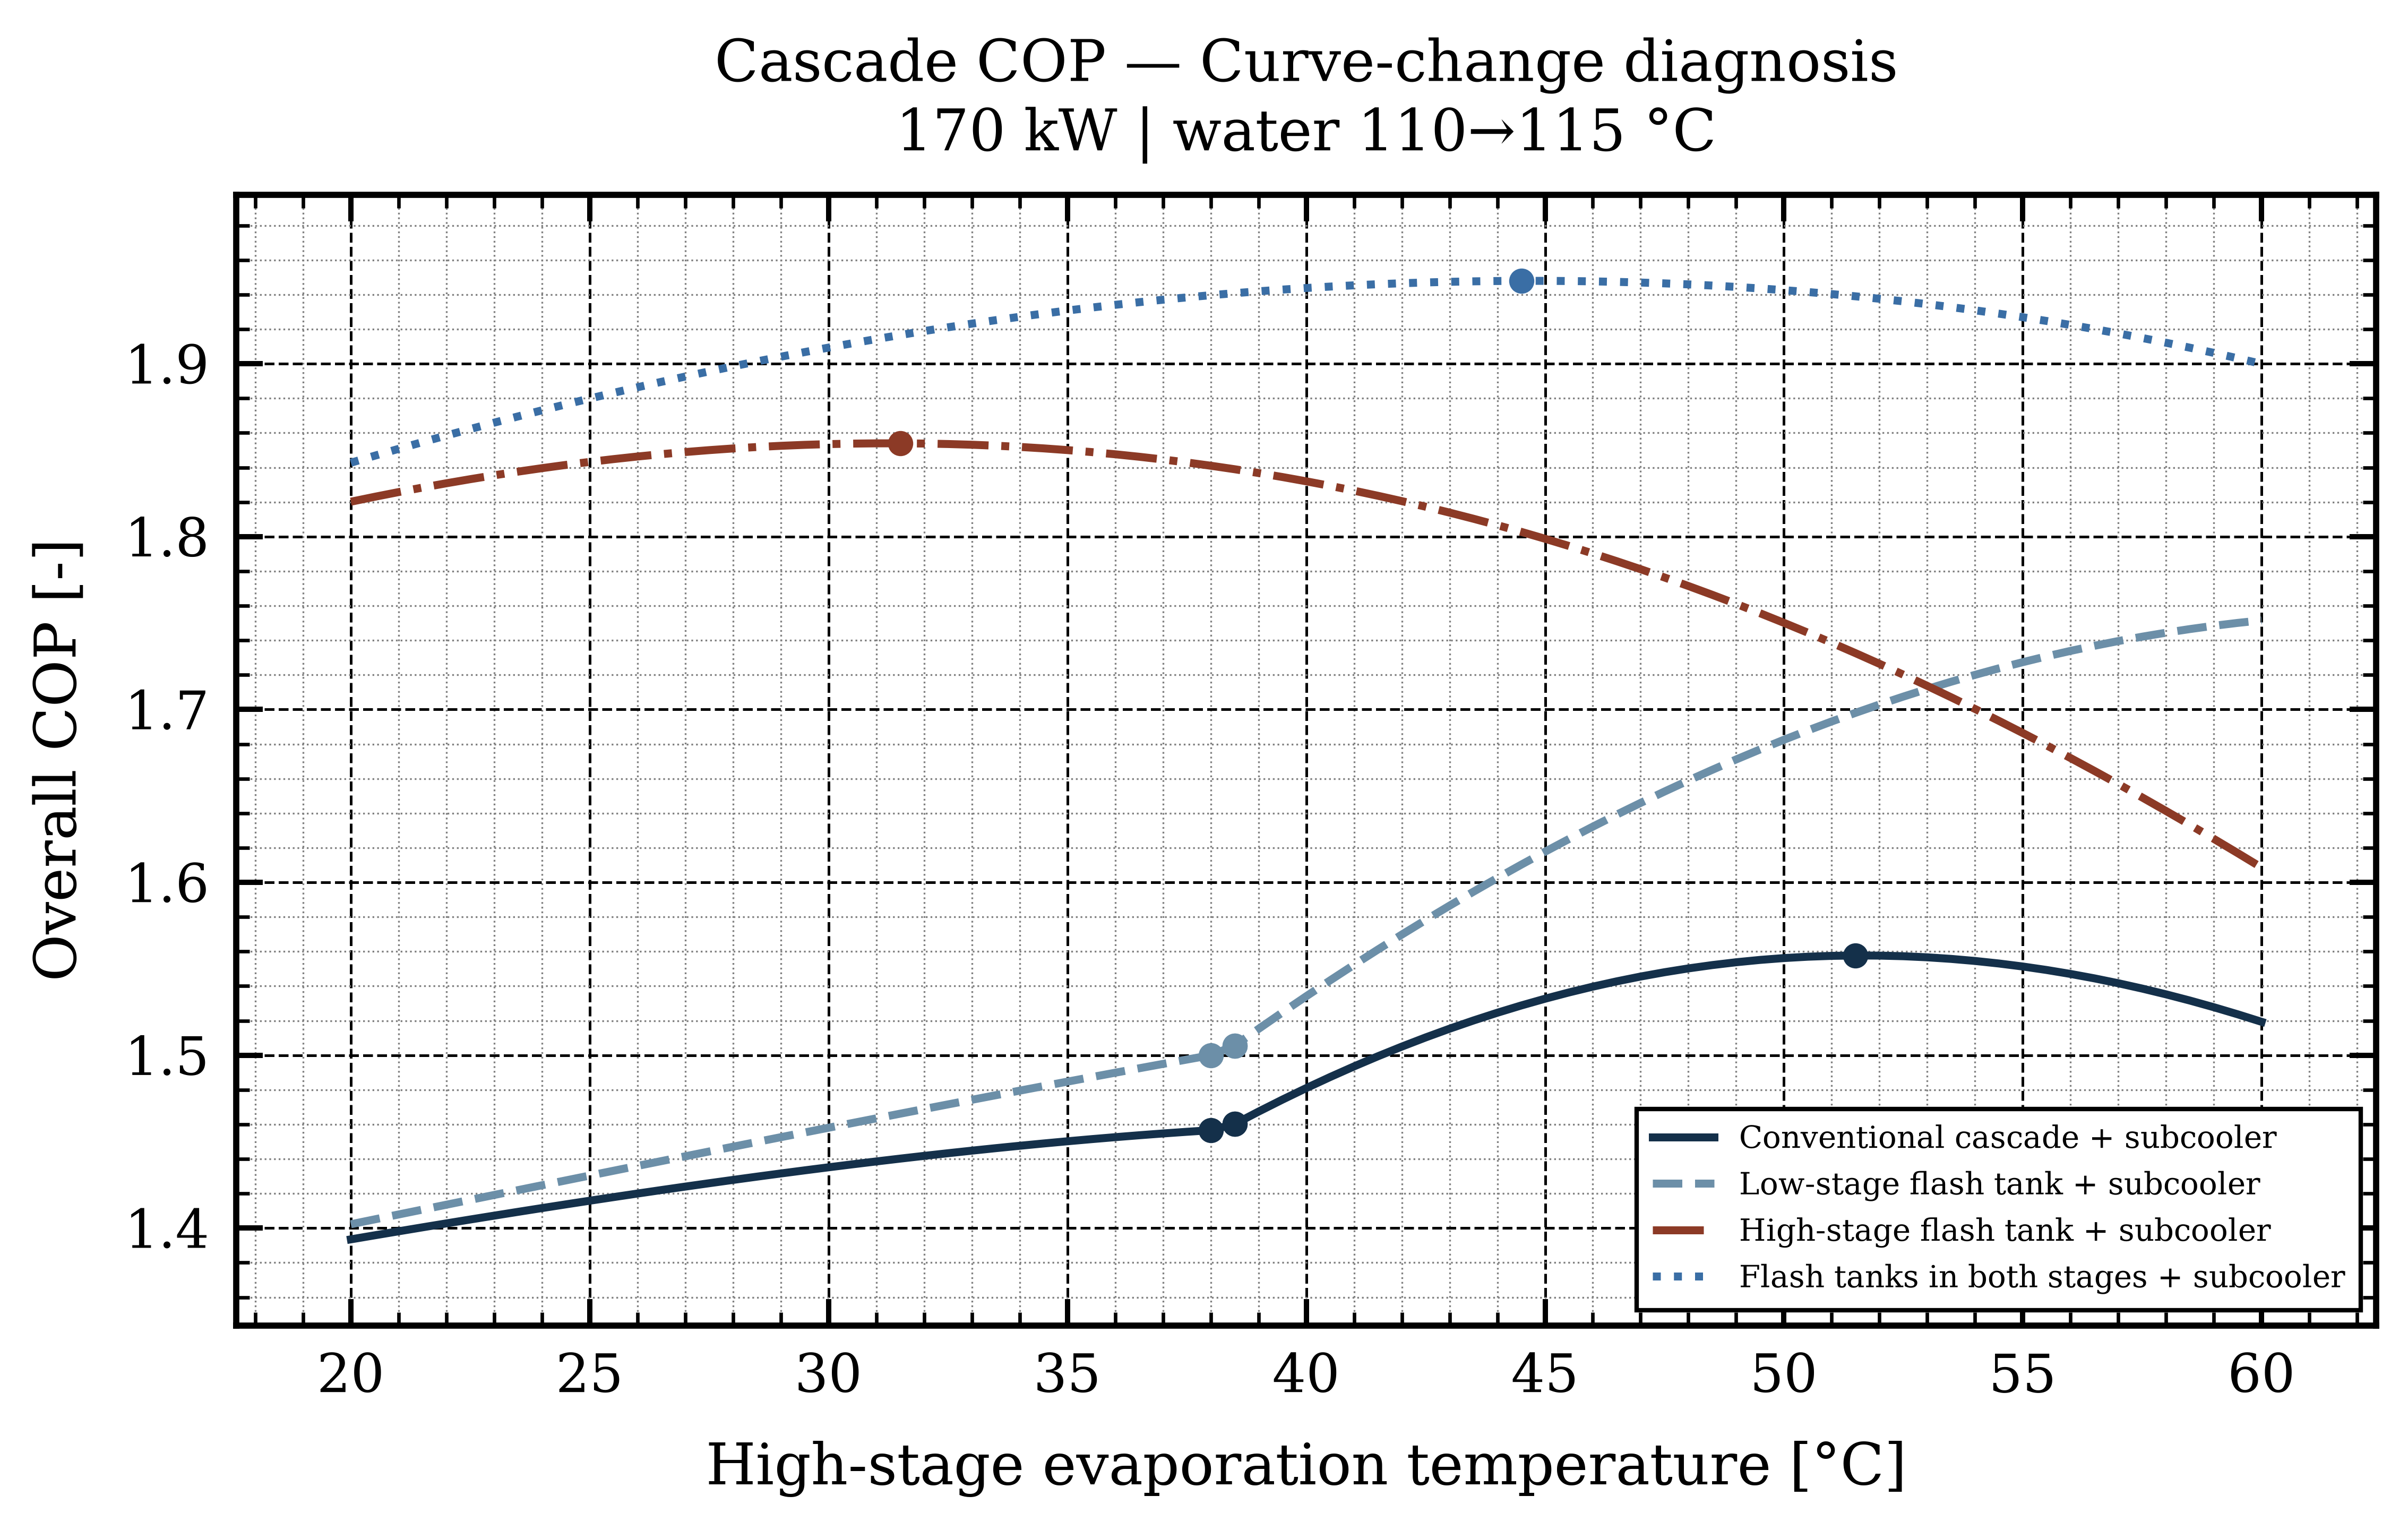 Cascade COP — Curve-change diagnosis
170 kW | water 110→115 °C
Overall COP [-]
1.9
1.8
1.7
1.6
1.5
1.4
Conventional cascade + subcooler
Low-stage flash tank + subcooler
High-stage flash tank + subcooler
Flash tanks in both stages + subcooler
20 25 30 35 40 45 50 55 60
High-stage evaporation temperature [°C]